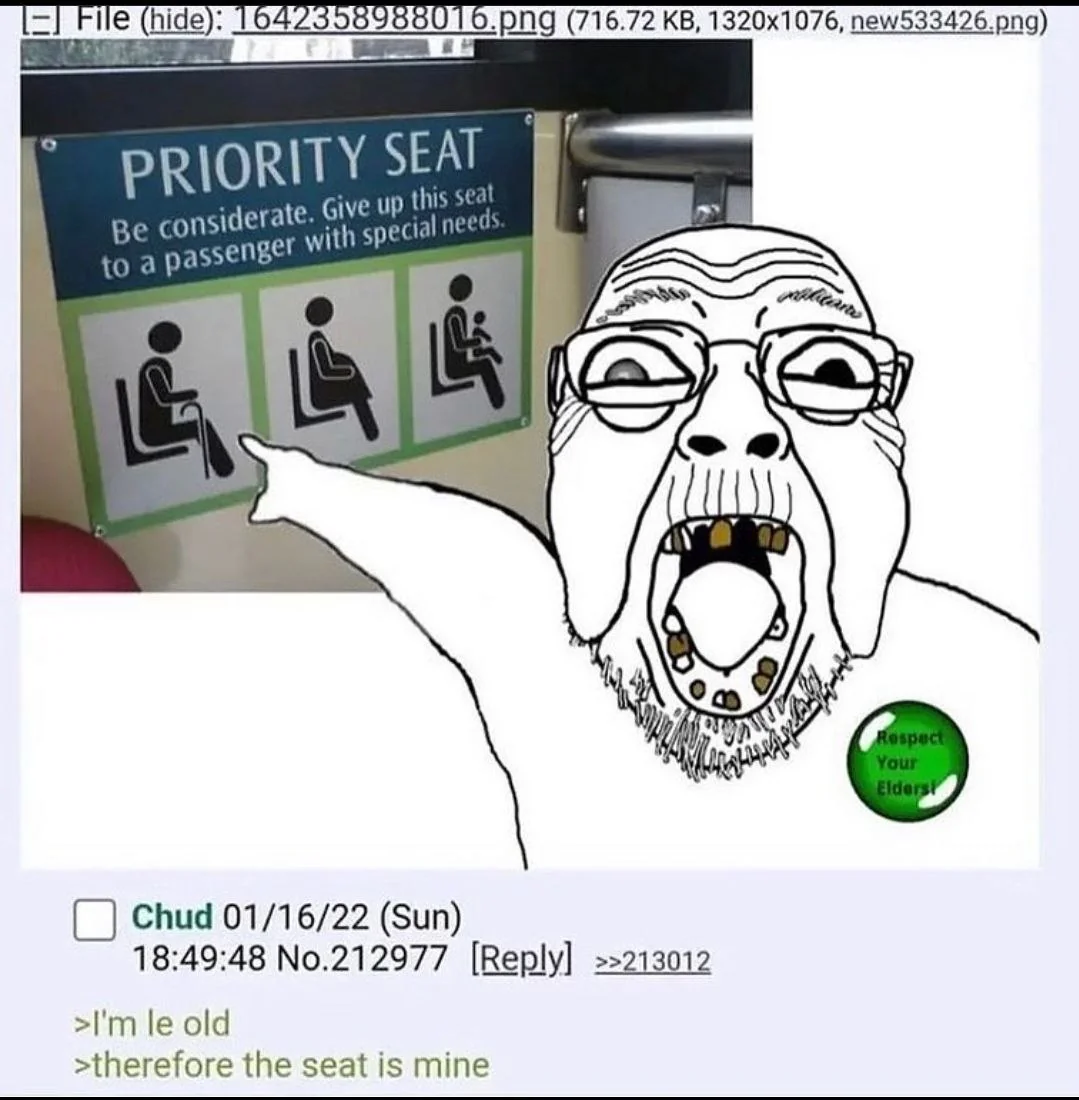 [–] File (hide): 1642358988016.png (716.72 KB, 1320x1076, new533426.png)
PRIORITY SEAT
Be considerate. Give up this seat
to a passenger with special needs.
Respect
Your
Elders!
Chud 01/16/22 (Sun)
18:49:48 No.212977 [Reply] >>213012
>I'm le old
>therefore the seat is mine